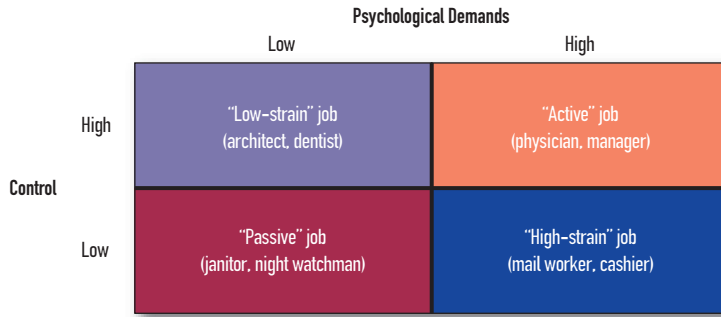 Psychological Demands
Low High
High
“Low-strain” job
(architect, dentist)
“Active” job
(physician, manager)
Control
Low
“Passive” job
(janitor, night watchman)
“High-strain” job
(mail worker, cashier)